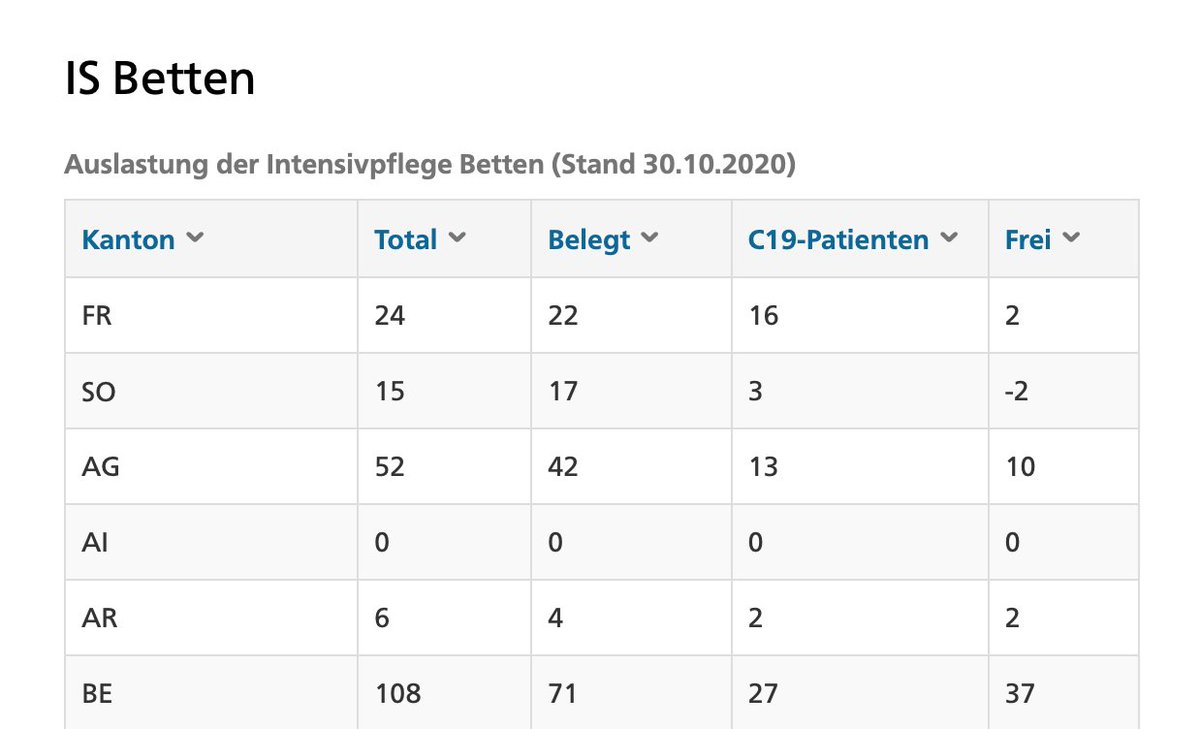 IS Betten
Auslastung der Intensivpflege Betten (Stand 30.10.2020)
Kanton Total Belegt C19-Patienten Frei
FR 24 22 16 2
SO 15 17 3 -2
AG 52 42 13 10
AI 0 0 0 0
AR 6 4 2 2
BE 108 71 27 37